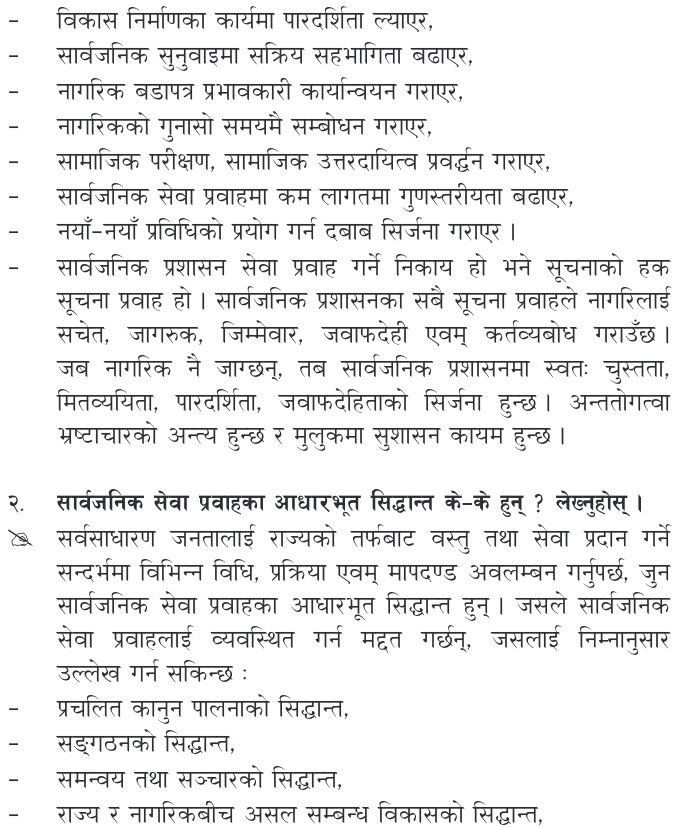 - विकास निर्माणका कार्यमा पारदर्शिता ल्याएर,
- सार्वजनिक सुनुवाइमा सक्रिय सहभागिता बढाएर,
- नागरिक बडापत्र प्रभावकारी कार्यान्वयन गराएर,
- नागरिकको गुनासो समयमै सम्बोधन गराएर,
- सामाजिक परीक्षण, सामाजिक उत्तरदायित्व प्रवर्द्धन गराएर,
- सार्वजनिक सेवा प्रवाहमा कम लागतमा गुणस्तरीयता बढाएर,
- नयाँ-नयाँ प्रविधिको प्रयोग गर्न दबाब सिर्जना गराएर ।
- सार्वजनिक प्रशासन सेवा प्रवाह गर्ने निकाय हो भने सूचनाको हक
सूचना प्रवाह हो । सार्वजनिक प्रशासनका सबै सूचना प्रवाहले नागरिलाई
सचेत, जागरुक, जिम्मेवार, जवाफदेही एवम् कर्तव्यबोध गराउँछ ।
जब नागरिक नै जाग्छन्, तब सार्वजनिक प्रशासनमा स्वतः चुस्तता,
मितव्ययिता, पारदर्शिता, जवाफदेहिताको सिर्जना हुन्छ । अन्ततोगत्वा
भ्रष्टाचारको अन्त्य हुन्छ र मुलुकमा सुशासन कायम हुन्छ ।
२. सार्वजनिक सेवा प्रवाहका आधारभूत सिद्धान्त के-के हुन् ? लेख्नुहोस् ।
सर्वसाधारण जनतालाई राज्यको तर्फबाट वस्तु तथा सेवा प्रदान गर्ने
सन्दर्भमा विभिन्न विधि, प्रक्रिया एवम् मापदण्ड अवलम्बन गर्नुपर्छ, जुन
सार्वजनिक सेवा प्रवाहका आधारभूत सिद्धान्त हुन् । जसले सार्वजनिक
सेवा प्रवाहलाई व्यवस्थित गर्न मद्दत गर्छन्, जसलाई निम्नानुसार
उल्लेख गर्न सकिन्छ :
- प्रचलित कानुन पालनाको सिद्धान्त,
- सङ्गठनको सिद्धान्त,
- समन्वय तथा सञ्चारको सिद्धान्त,
- राज्य र नागरिकबीच असल सम्बन्ध विकासको सिद्धान्त,